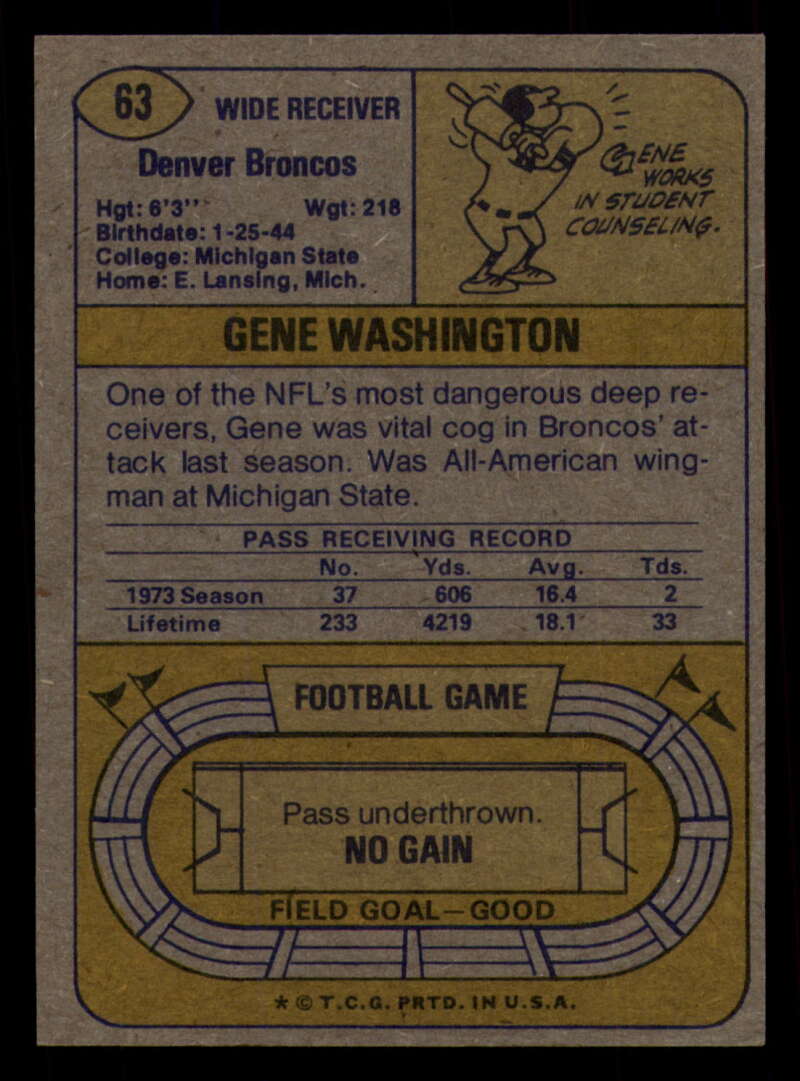 63
WIDE RECEIVER
Denver Broncos
Hgt: 6'3" Wgt: 218
Birthdate: 1-25-44
College: Michigan State
Home: E. Lansing, Mich.
GENE
WORKS
IN STUDENT
COUNSELING.
GENE WASHINGTON
One of the NFL's most dangerous deep re-
ceivers, Gene was vital cog in Broncos' at-
tack last season. Was All-American wing-
man at Michigan State.
PASS RECEIVING RECORD
No. Yds. Avg. Tds.
1973 Season 37 606 16.4 2
Lifetime 233 4219 18.1 33
FOOTBALL GAME
Pass underthrown.
NO GAIN
FIELD GOAL—GOOD
* © T.C.G. PRTD. IN U.S.A.